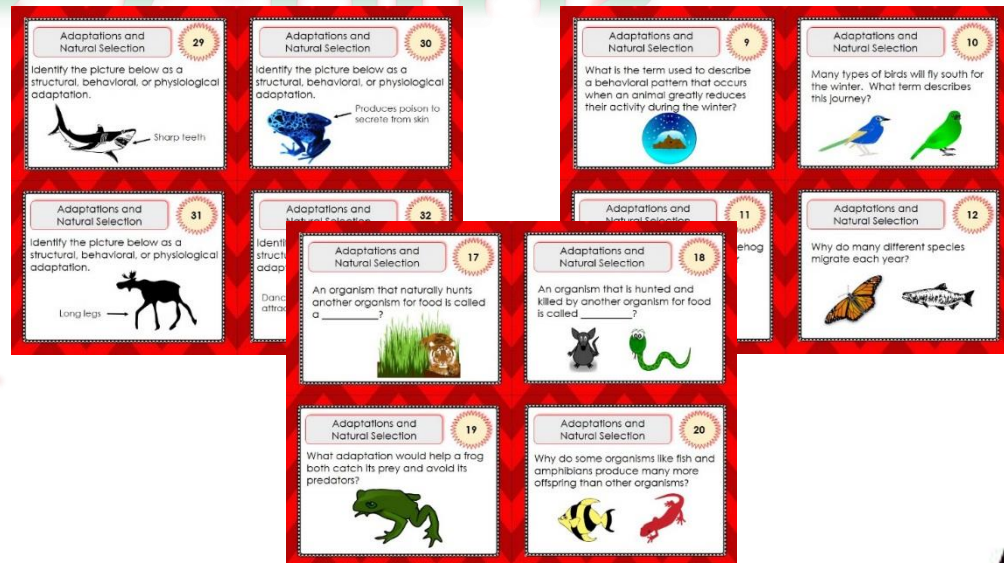 Adaptations and
Natural Selection
29
Identify the picture below as a
structural, behavioral, or physiological
adaptation.
Sharp teeth
Adaptations and
Natural Selection
30
Identify the picture below as a
structural, behavioral, or physiological
adaptation.
Produces poison to
secrete from skin
Adaptations and
Natural Selection
31
Identify the picture below as a
structural, behavioral, or physiological
adaptation.
Long legs
Adaptations and
Natural Selection
32
Adaptations and
Natural Selection
9
What is the term used to describe
a behavioral pattern that occurs
when an animal greatly reduces
their activity during the winter?
Adaptations and
Natural Selection
10
Many types of birds will fly south for
the winter. What term describes
this journey?
Adaptations and
Natural Selection
11
Adaptations and
Natural Selection
12
Why do many different species
migrate each year?
Adaptations and
Natural Selection
17
An organism that naturally hunts
another organism for food is called
a __________?
Adaptations and
Natural Selection
18
An organism that is hunted and
killed by another organism for food
is called __________?
Adaptations and
Natural Selection
19
What adaptation would help a frog
both catch its prey and avoid its
predators?
Adaptations and
Natural Selection
20
Why do some organisms like fish and
amphibians produce many more
offspring than other organisms?